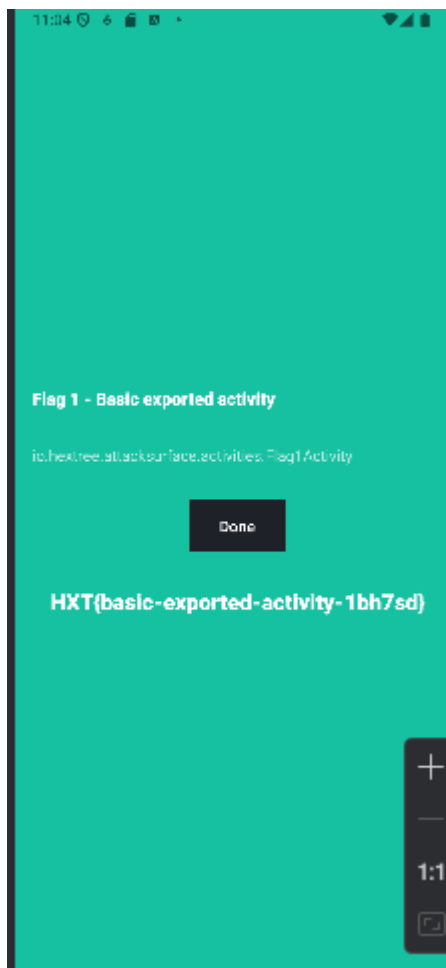 11:04
Flag 1 - Basic exported activity
io.hextree.attacksurface.activities.Flag1Activity
Done
HXT{basic-exported-activity-1bh7sd}
1:1